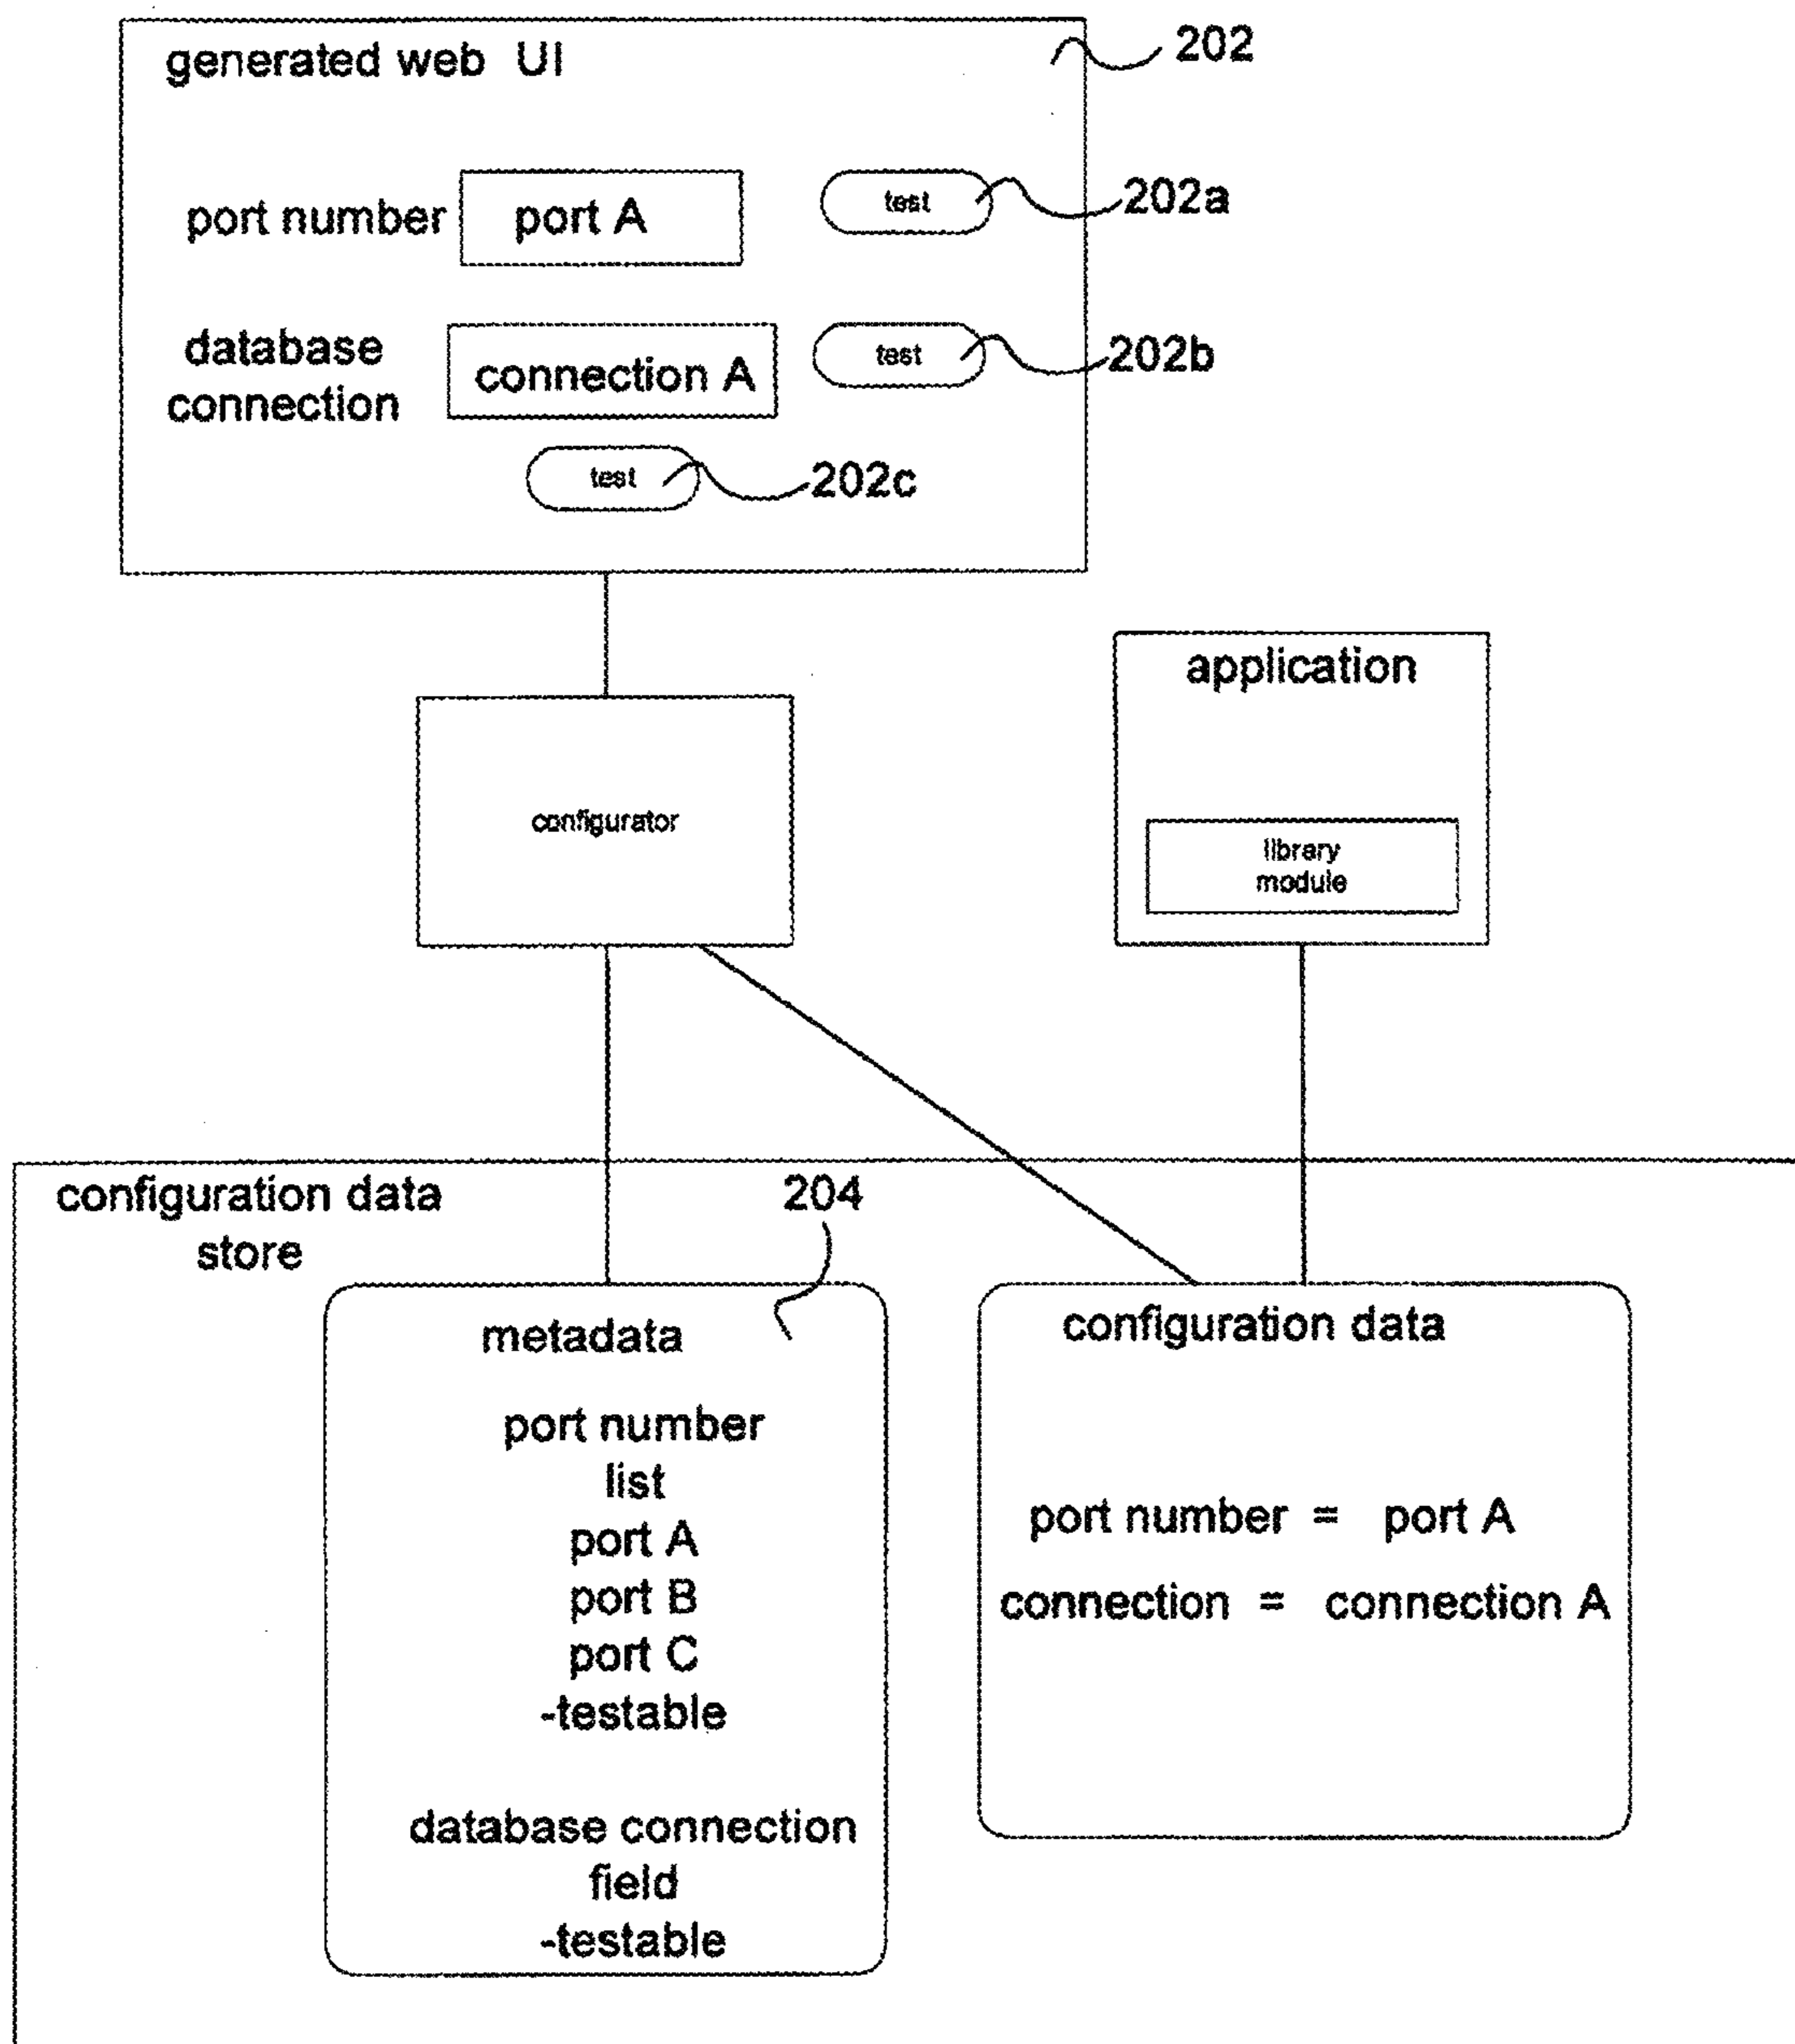 generated web UI
202
port number
port A
test
202a
database
connection
connection A
test
202b
test
202c
configurator
application
library
module
configuration data
store
204
metadata
port number
list
port A
port B
port C
-testable
database connection
field
-testable
configuration data
port number = port A
connection = connection A